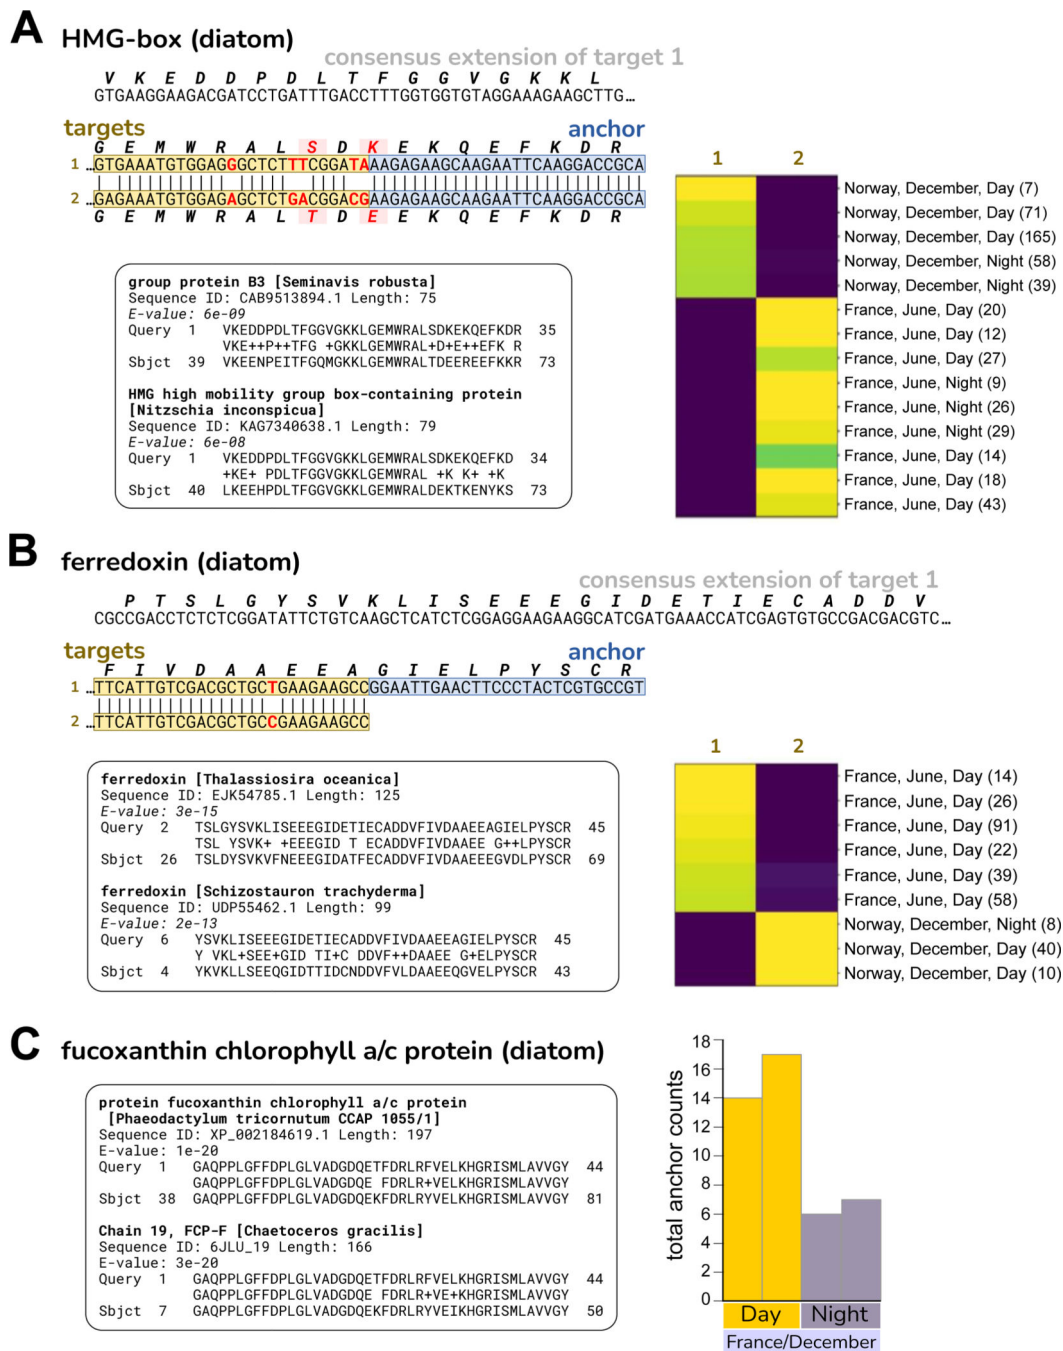 A HMG-box (diatom)
consensus extension of target 1
V K E D D P D L T F G G V G K K L
GTGAAGGAAGACGATCCTGATTTGACCTTTGGTGGTGTAGGAAAGAAGCTTG…
targets anchor
G E M W R A L S D K E K Q E F K D R
1 …GTGAAATGTGGAGGGCTCTTTCGGATAAAGAGAAGCAAGAATTCAAGGACCGCA
2 …GAGAAATGTGGAGAGCTCTGACGGACGAAGAGAAGCAAGAATTCAAGGACCGCA
G E M W R A L T D E E K Q E F K D R
group protein B3 [Seminavis robusta]
Sequence ID: CAB9513894.1 Length: 75
E-value: 6e-09
Query 1 VKEDDPDLTFGGVGKKLGEMWRALSDKEKQEFKDR 35
VKE++P++TFG +GKKLGEMWRAL+D+E++EFK R
Sbjct 39 VKEENPEITFGQMGKKLGEMWRALTDEEREEFKKR 73
HMG high mobility group box-containing protein
[Nitzschia inconspicua]
Sequence ID: KAG7340638.1 Length: 79
E-value: 6e-08
Query 1 VKEDDPDLTFGGVGKKLGEMWRALSDKEKQEFKD 34
+KE+ PDLTFGGVGKKLGEMWRAL +K K+ +K
Sbjct 40 LKEEHPDLTFGGVGKKLGEMWRALDEKTKENYKS 73
1 2
Norway, December, Day (7)
Norway, December, Day (71)
Norway, December, Day (165)
Norway, December, Night (58)
Norway, December, Night (39)
France, June, Day (20)
France, June, Day (12)
France, June, Day (27)
France, June, Night (9)
France, June, Night (26)
France, June, Night (29)
France, June, Day (14)
France, June, Day (18)
France, June, Day (43)
B ferredoxin (diatom)
consensus extension of target 1
P T S L G Y S V K L I S E E E G I D E T I E C A D D V
CGCCGACCTCTCTCGGATATTCTGTCAAGCTCATCTCGGAGGAAGAAGGCATCGATGAAACCATCGAGTGTGCCGACGACGTC…
targets anchor
F I V D A A E E A G I E L P Y S C R
1 …TTCATTGTCGACGCTGCTGAAGAAGCCGGAATTGAACTTCCCTACTCGTGCCGT
2 …TTCATTGTCGACGCTGCCGAAGAAGCC
ferredoxin [Thalassiosira oceanica]
Sequence ID: EJK54785.1 Length: 125
E-value: 3e-15
Query 2 TSLGYSVKLISEEEGIDETIECADDVFIVDAAEEAGIELPYSCR 45
TSL YSVK+ +EEEGID T ECADDVFIVDAAEE G++LPYSCR
Sbjct 26 TSLDYSVKVFNEEEGIDATFECADDVFIVDAAEEEGVDLPYSCR 69
ferredoxin [Schizostauron trachyderma]
Sequence ID: UDP55462.1 Length: 99
E-value: 2e-13
Query 6 YSVKLISEEEGIDETIECADDVFIVDAAEEAGIELPYSCR 45
Y VKL+SEE+GID TI+C DDVF++DAAEE G+ELPYSCR
Sbjct 4 YKVKLLSEEQGIDTTIDCNDDVFVLDAAEEQGVELPYSCR 43
1 2
France, June, Day (14)
France, June, Day (26)
France, June, Day (91)
France, June, Day (22)
France, June, Day (39)
France, June, Day (58)
Norway, December, Night (8)
Norway, December, Day (40)
Norway, December, Day (10)
C fucoxanthin chlorophyll a/c protein (diatom)
protein fucoxanthin chlorophyll a/c protein
[Phaeodactylum tricornutum CCAP 1055/1]
Sequence ID: XP_002184619.1 Length: 197
E-value: 1e-20
Query 1 GAQPPLGFFDPLGLVADGDQETFDRLRFVELKHGRISMLAVVGY 44
GAQPPLGFFDPLGLVADGDQE FDRLR+VELKHGRISMLAVVGY
Sbjct 38 GAQPPLGFFDPLGLVADGDQEKFDRLRYVELKHGRISMLAVVGY 81
Chain 19, FCP-F [Chaetoceros gracilis]
Sequence ID: 6JLU_19 Length: 166
E-value: 3e-20
Query 1 GAQPPLGFFDPLGLVADGDQETFDRLRFVELKHGRISMLAVVGY 44
GAQPPLGFFDPLGLVADGDQE FDRLR+VE+KHGRISMLAVVGY
Sbjct 7 GAQPPLGFFDPLGLVADGDQEKFDRLRYVEIKHGRISMLAVVGY 50
total anchor counts
18
16
14
12
10
8
6
4
2
0
Day Night
France/December